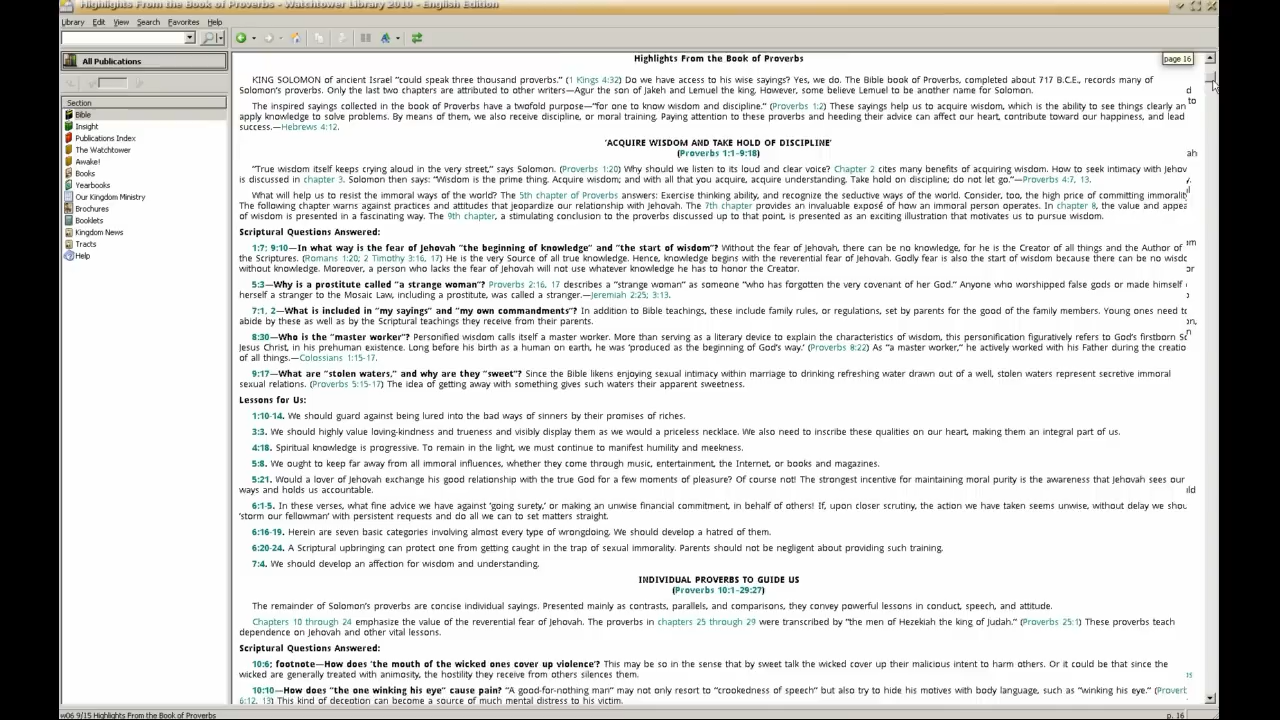 Highlights From the Book of Proverbs - Watchtower Library 2010 - English Edition
Library Edit View Search Favorites Help
All Publications
Section
Bible
Insight
Publications Index
The Watchtower
Awake!
Books
Yearbooks
Our Kingdom Ministry
Brochures
Booklets
Kingdom News
Tracts
Help
page 16
Highlights From the Book of Proverbs
KING SOLOMON of ancient Israel “could speak three thousand proverbs.” (1 Kings 4:32) Do we have access to his wise sayings? Yes, we do. The Bible book of Proverbs, completed about 717 B.C.E., records many of
Solomon’s proverbs. Only the last two chapters are attributed to other writers—Agur the son of Jakeh and Lemuel the king. However, some believe Lemuel to be another name for Solomon.
The inspired sayings collected in the book of Proverbs have a twofold purpose—“for one to know wisdom and discipline.” (Proverbs 1:2) These sayings help us to acquire wisdom, which is the ability to see things clearly an
apply knowledge to solve problems. By means of them, we also receive discipline, or moral training. Paying attention to these proverbs and heeding their advice can affect our heart, contribute toward our happiness, and lead
success.—Hebrews 4:12.
‘ACQUIRE WISDOM AND TAKE HOLD OF DISCIPLINE’
(Proverbs 1:1–9:18)
“True wisdom itself keeps crying aloud in the very street,” says Solomon. (Proverbs 1:20) Why should we listen to its loud and clear voice? Chapter 2 cites many benefits of acquiring wisdom. How to seek intimacy with Jehov
is discussed in chapter 3. Solomon then says: “Wisdom is the prime thing. Acquire wisdom; and with all that you acquire, acquire understanding. Take hold on discipline; do not let go.”—Proverbs 4:7, 13.
What will help us to resist the immoral ways of the world? The 5th chapter of Proverbs answers: Exercise thinking ability, and recognize the seductive ways of the world. Consider, too, the high price of committing immorality
The following chapter warns against practices and attitudes that jeopardize our relationship with Jehovah. The 7th chapter provides an invaluable exposé of how an immoral person operates. In chapter 8, the value and appea
of wisdom is presented in a fascinating way. The 9th chapter, a stimulating conclusion to the proverbs discussed up to that point, is presented as an exciting illustration that motivates us to pursue wisdom.
Scriptural Questions Answered:
1:7; 9:10—In what way is the fear of Jehovah “the beginning of knowledge” and “the start of wisdom”? Without the fear of Jehovah, there can be no knowledge, for he is the Creator of all things and the Author of
the Scriptures. (Romans 1:20; 2 Timothy 3:16, 17) He is the very Source of all true knowledge. Hence, knowledge begins with the reverential fear of Jehovah. Godly fear is also the start of wisdom because there can be no wisdo
without knowledge. Moreover, a person who lacks the fear of Jehovah will not use whatever knowledge he has to honor the Creator.
5:3—Why is a prostitute called “a strange woman”? Proverbs 2:16, 17 describes a “strange woman” as someone “who has forgotten the very covenant of her God.” Anyone who worshipped false gods or made himself
herself a stranger to the Mosaic Law, including a prostitute, was called a stranger.—Jeremiah 2:25; 3:13.
7:1, 2—What is included in “my sayings” and “my own commandments”? In addition to Bible teachings, these include family rules, or regulations, set by parents for the good of the family members. Young ones need to
abide by these as well as by the Scriptural teachings they receive from their parents.
8:30—Who is the “master worker”? Personified wisdom calls itself a master worker. More than serving as a literary device to explain the characteristics of wisdom, this personification figuratively refers to God’s firstborn So
Jesus Christ, in his prehuman existence. Long before his birth as a human on earth, he was ‘produced as the beginning of God’s way.’ (Proverbs 8:22) As “a master worker,” he actively worked with his Father during the creatio
of all things.—Colossians 1:15-17.
9:17—What are “stolen waters,” and why are they “sweet”? Since the Bible likens enjoying sexual intimacy within marriage to drinking refreshing water drawn out of a well, stolen waters represent secretive immoral
sexual relations. (Proverbs 5:15-17) The idea of getting away with something gives such waters their apparent sweetness.
Lessons for Us:
1:10-14. We should guard against being lured into the bad ways of sinners by their promises of riches.
3:3. We should highly value loving-kindness and trueness and visibly display them as we would a priceless necklace. We also need to inscribe these qualities on our heart, making them an integral part of us.
4:18. Spiritual knowledge is progressive. To remain in the light, we must continue to manifest humility and meekness.
5:8. We ought to keep far away from all immoral influences, whether they come through music, entertainment, the Internet, or books and magazines.
5:21. Would a lover of Jehovah exchange his good relationship with the true God for a few moments of pleasure? Of course not! The strongest incentive for maintaining moral purity is the awareness that Jehovah sees our
ways and holds us accountable.
6:1-5. In these verses, what fine advice we have against ‘going surety,’ or making an unwise financial commitment, in behalf of others! If, upon closer scrutiny, the action we have taken seems unwise, without delay we shou
‘storm our fellowman’ with persistent requests and do all we can to set matters straight.
6:16-19. Herein are seven basic categories involving almost every type of wrongdoing. We should develop a hatred of them.
6:20-24. A Scriptural upbringing can protect one from getting caught in the trap of sexual immorality. Parents should not be negligent about providing such training.
7:4. We should develop an affection for wisdom and understanding.
INDIVIDUAL PROVERBS TO GUIDE US
(Proverbs 10:1–29:27)
The remainder of Solomon’s proverbs are concise individual sayings. Presented mainly as contrasts, parallels, and comparisons, they convey powerful lessons in conduct, speech, and attitude.
Chapters 10 through 24 emphasize the value of the reverential fear of Jehovah. The proverbs in chapters 25 through 29 were transcribed by “the men of Hezekiah the king of Judah.” (Proverbs 25:1) These proverbs teach
dependence on Jehovah and other vital lessons.
Scriptural Questions Answered:
10:6; footnote—How does ‘the mouth of the wicked ones cover up violence’? This may be so in the sense that by sweet talk the wicked cover up their malicious intent to harm others. Or it could be that since the
wicked are generally treated with animosity, the hostility they receive from others silences them.
10:10—How does “the one winking his eye” cause pain? “A good-for-nothing man” may not only resort to “crookedness of speech” but also try to hide his motives with body language, such as “winking his eye.” (Proverb
6:12, 13) This kind of deception can become a source of much mental distress to his victim.
w06 9/15 Highlights From the Book of Proverbs
p. 16